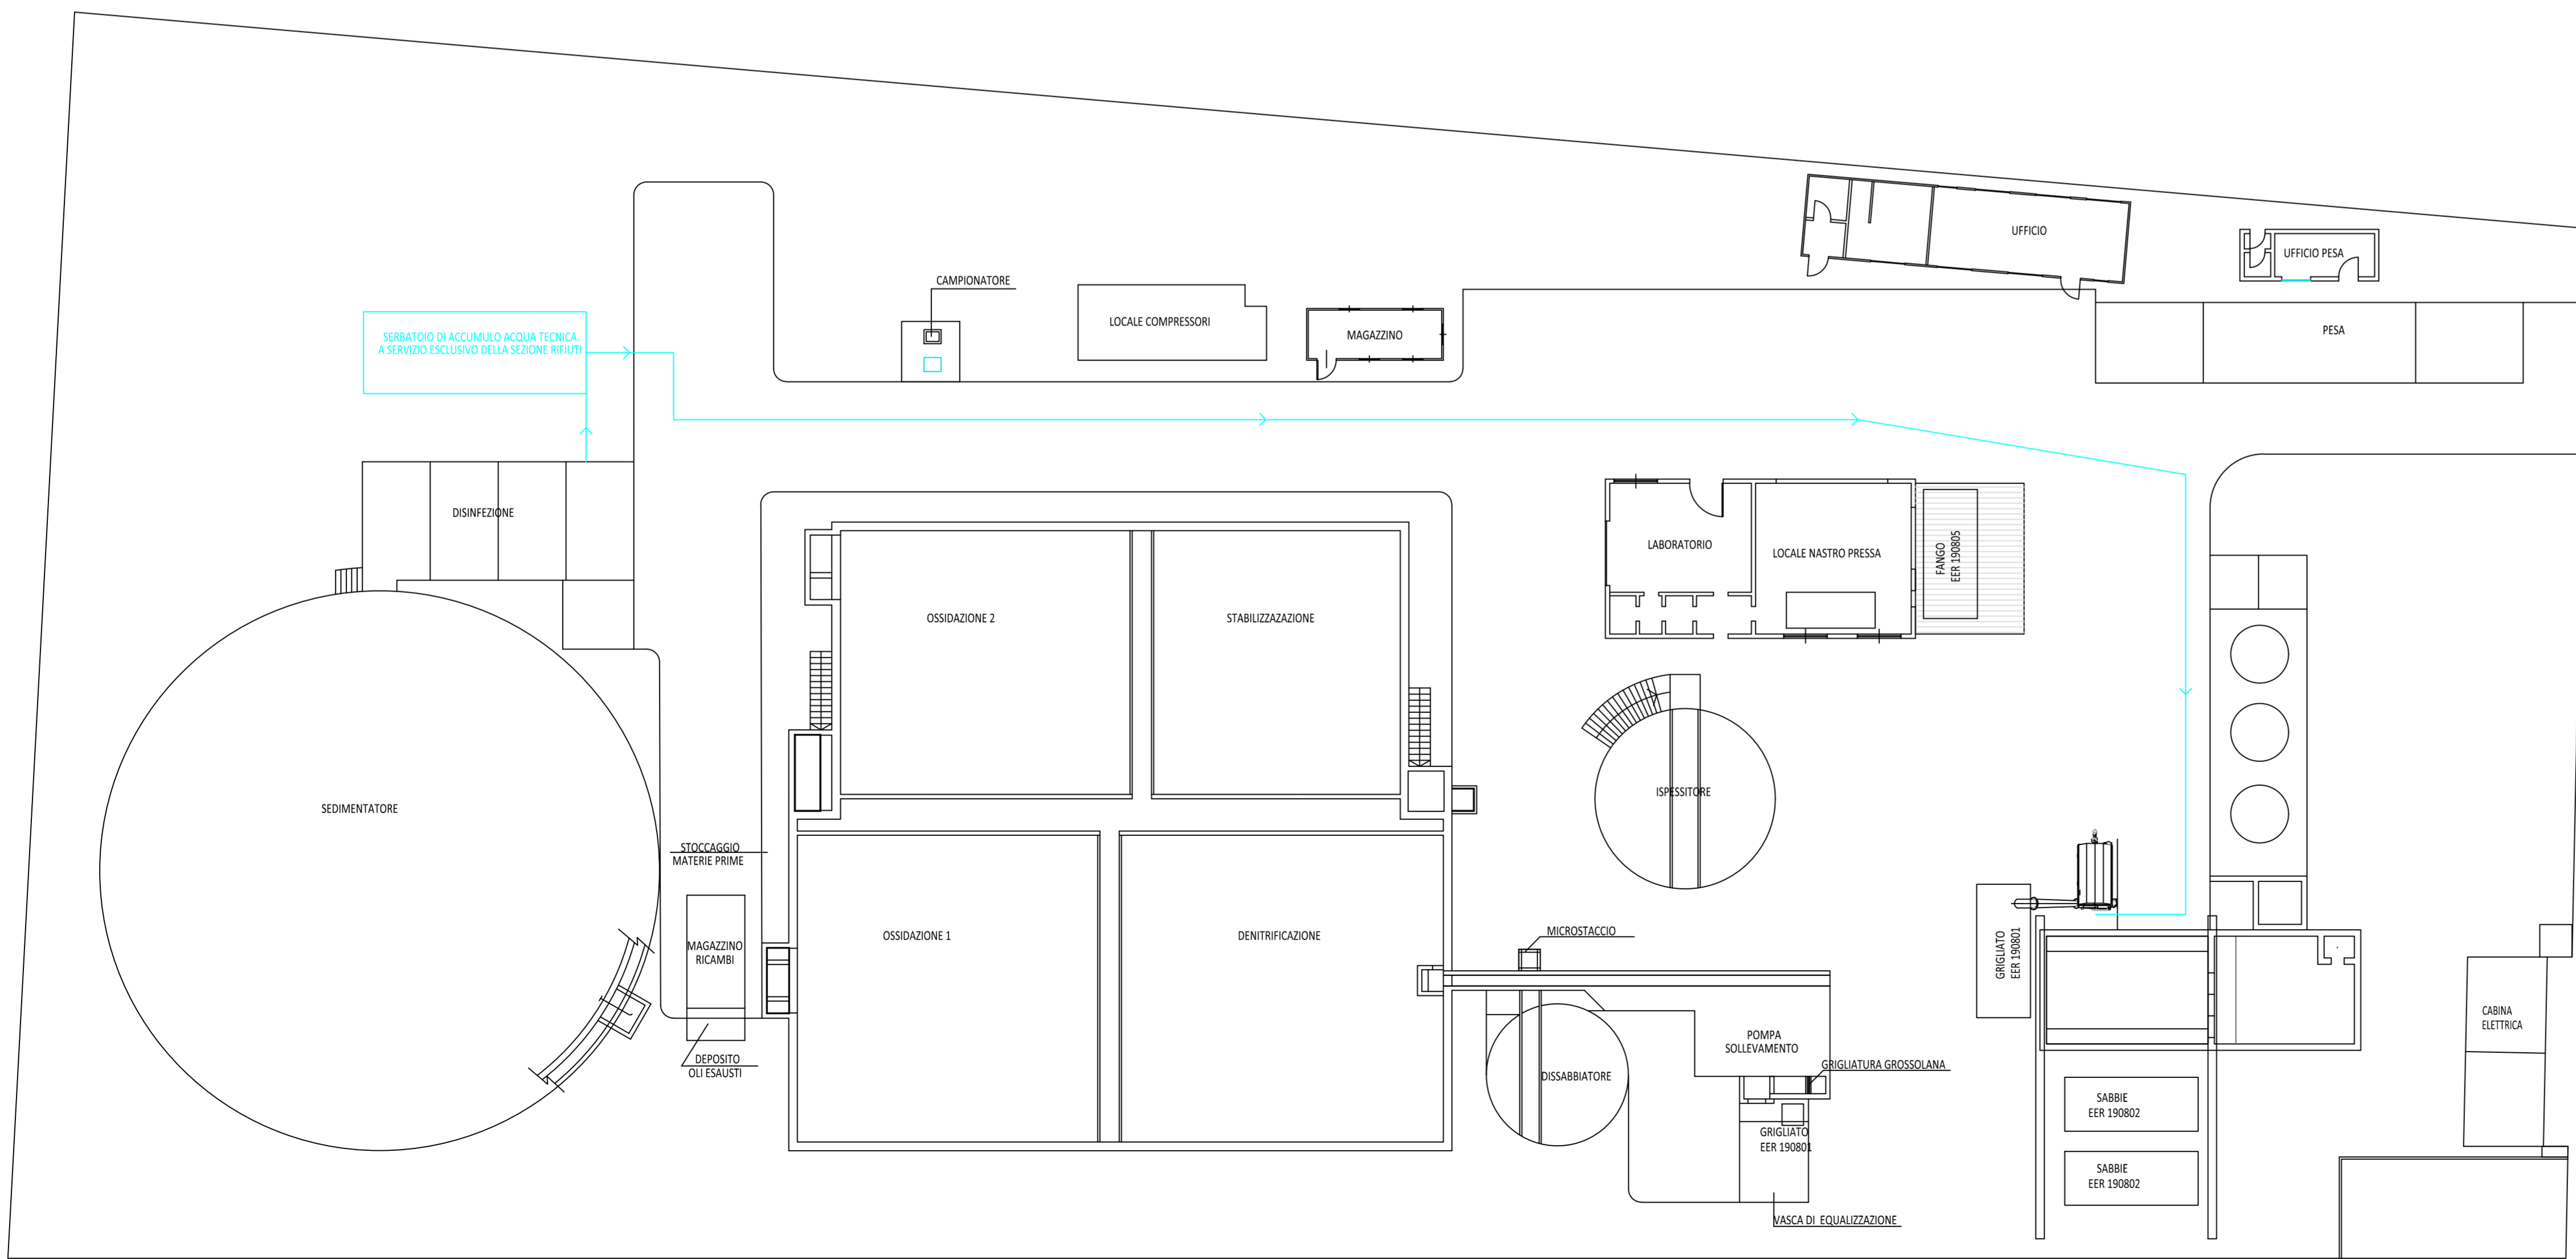 UFFICIO
UFFICIO PESA
CAMPIONATORE
LOCALE COMPRESSORI
MAGAZZINO
PESA
SERBATOIO DI ACCUMULO ACQUA TECNICA
A SERVIZIO ESCLUSIVO DELLA SEZIONE RIFIUTI
DISINFEZIONE
LABORATORIO
LOCALE NASTRO PRESSA
FANGO
EER 190805
OSSIDAZIONE 2
STABILIZZAZAZIONE
ISPESSITORE
SEDIMENTATORE
STOCCAGGIO
MATERIE PRIME
OSSIDAZIONE 1
DENITRIFICAZIONE
MICROSTACCIO
MAGAZZINO
RICAMBI
GRIGLIATO
EER 190801
CABINA
ELETTRICA
POMPA
SOLLEVAMENTO
DEPOSITO
OLI ESAUSTI
GRIGLIATURA GROSSOLANA
DISSABBIATORE
SABBIE
EER 190802
GRIGLIATO
EER 190801
SABBIE
EER 190802
VASCA DI EQUALIZZAZIONE